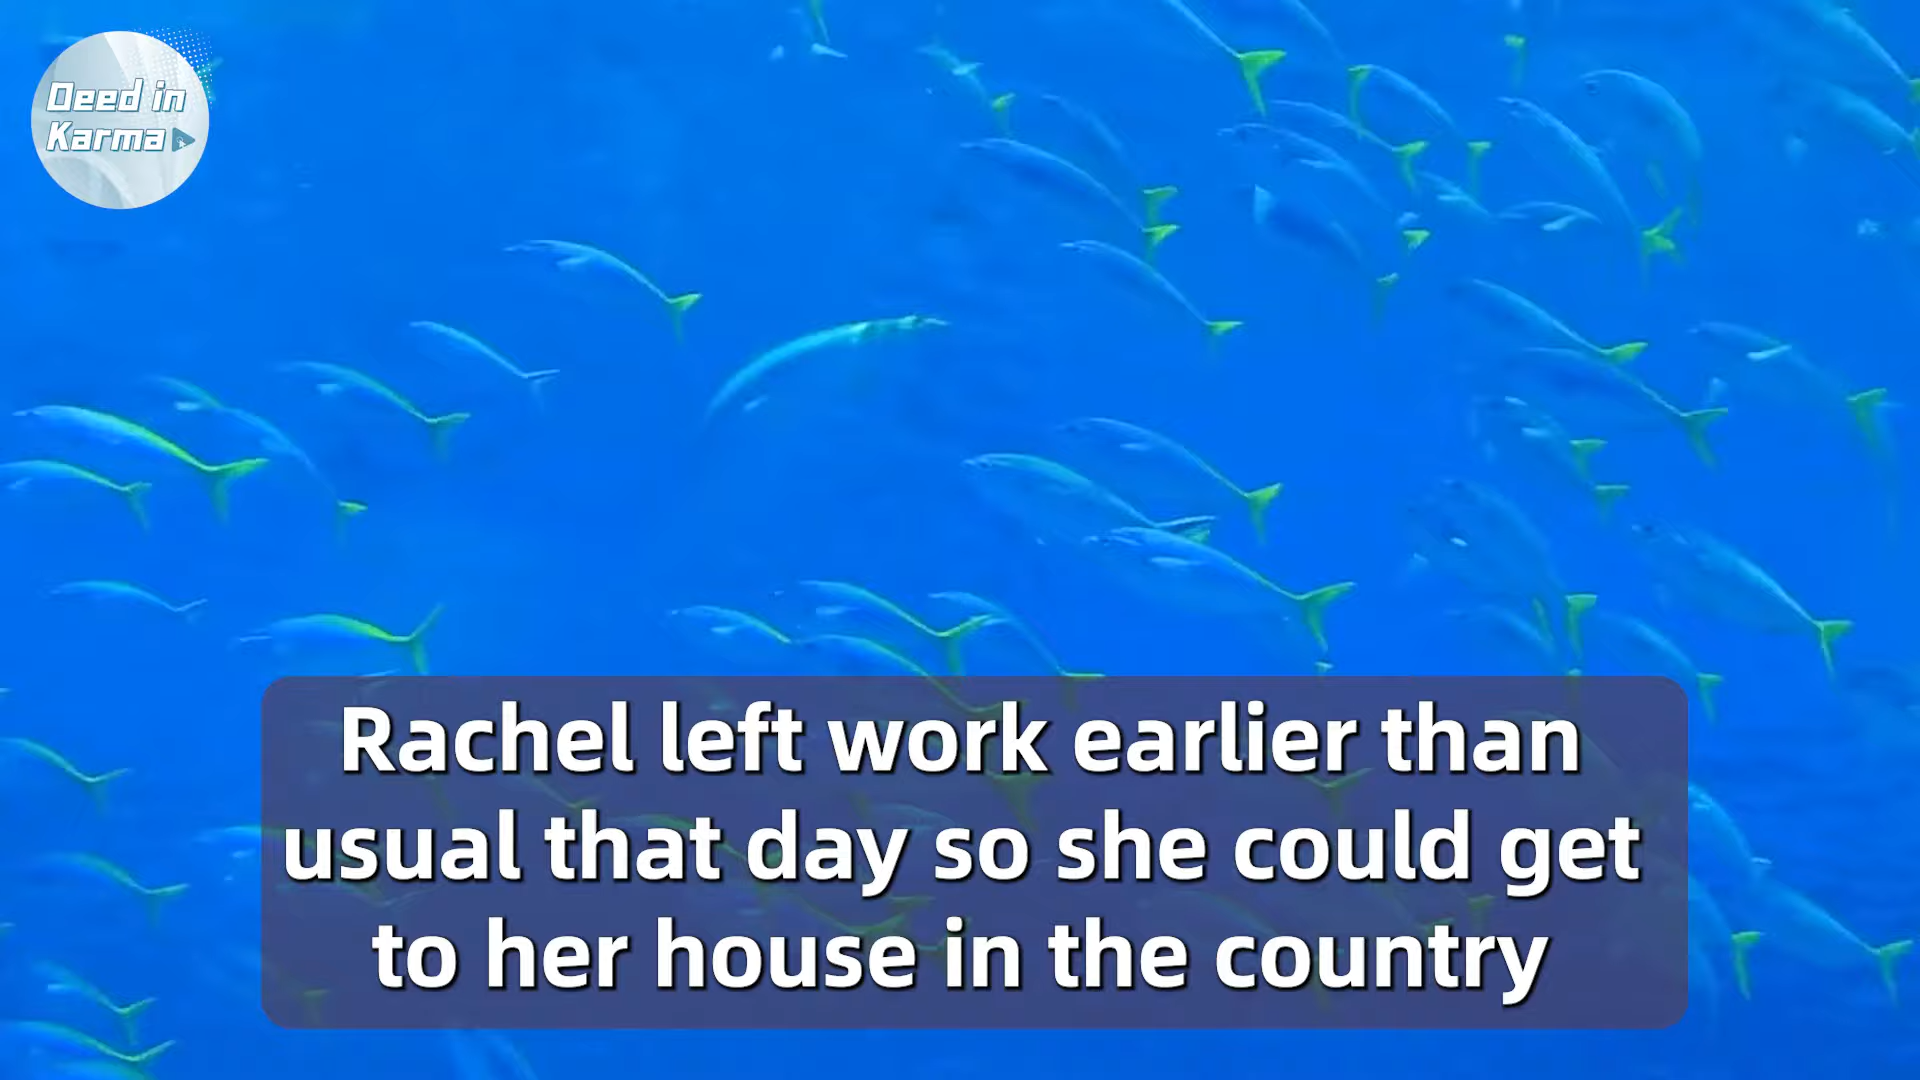 Deed in
Karma
Rachel left work earlier than
usual that day so she could get
to her house in the country